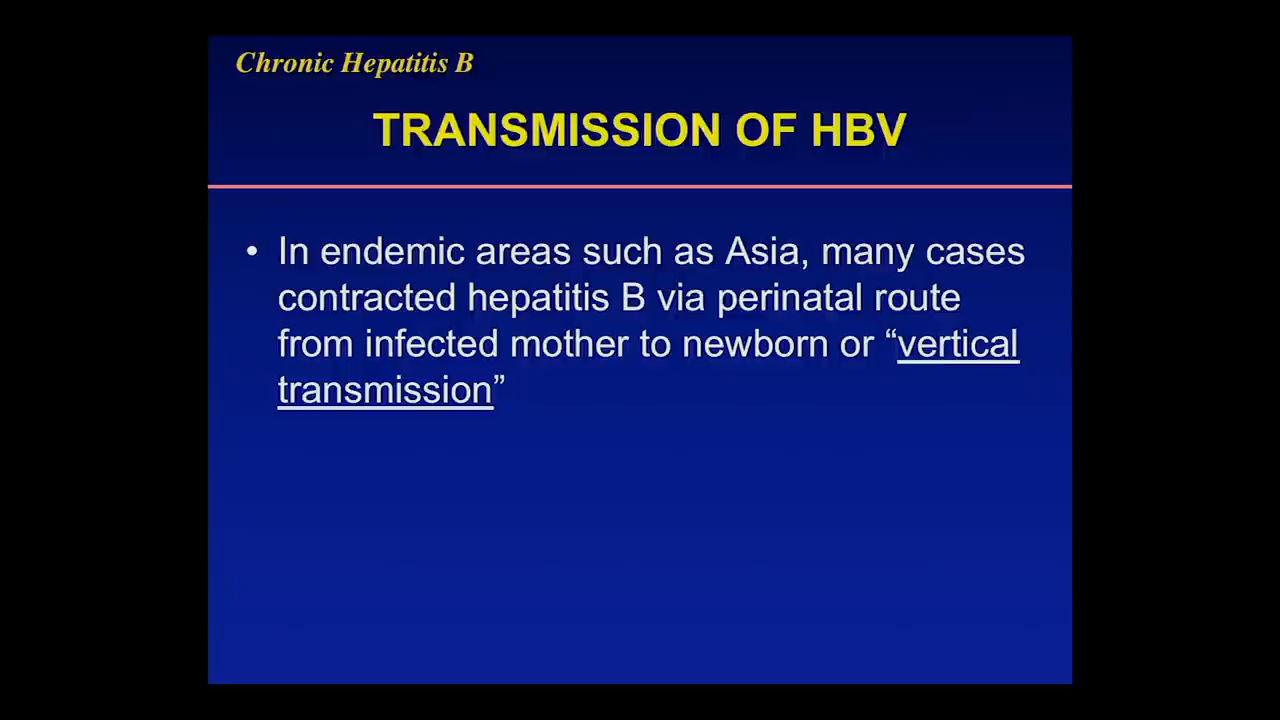 Chronic Hepatitis B
TRANSMISSION OF HBV
• In endemic areas such as Asia, many cases
contracted hepatitis B via perinatal route
from infected mother to newborn or “vertical
transmission”